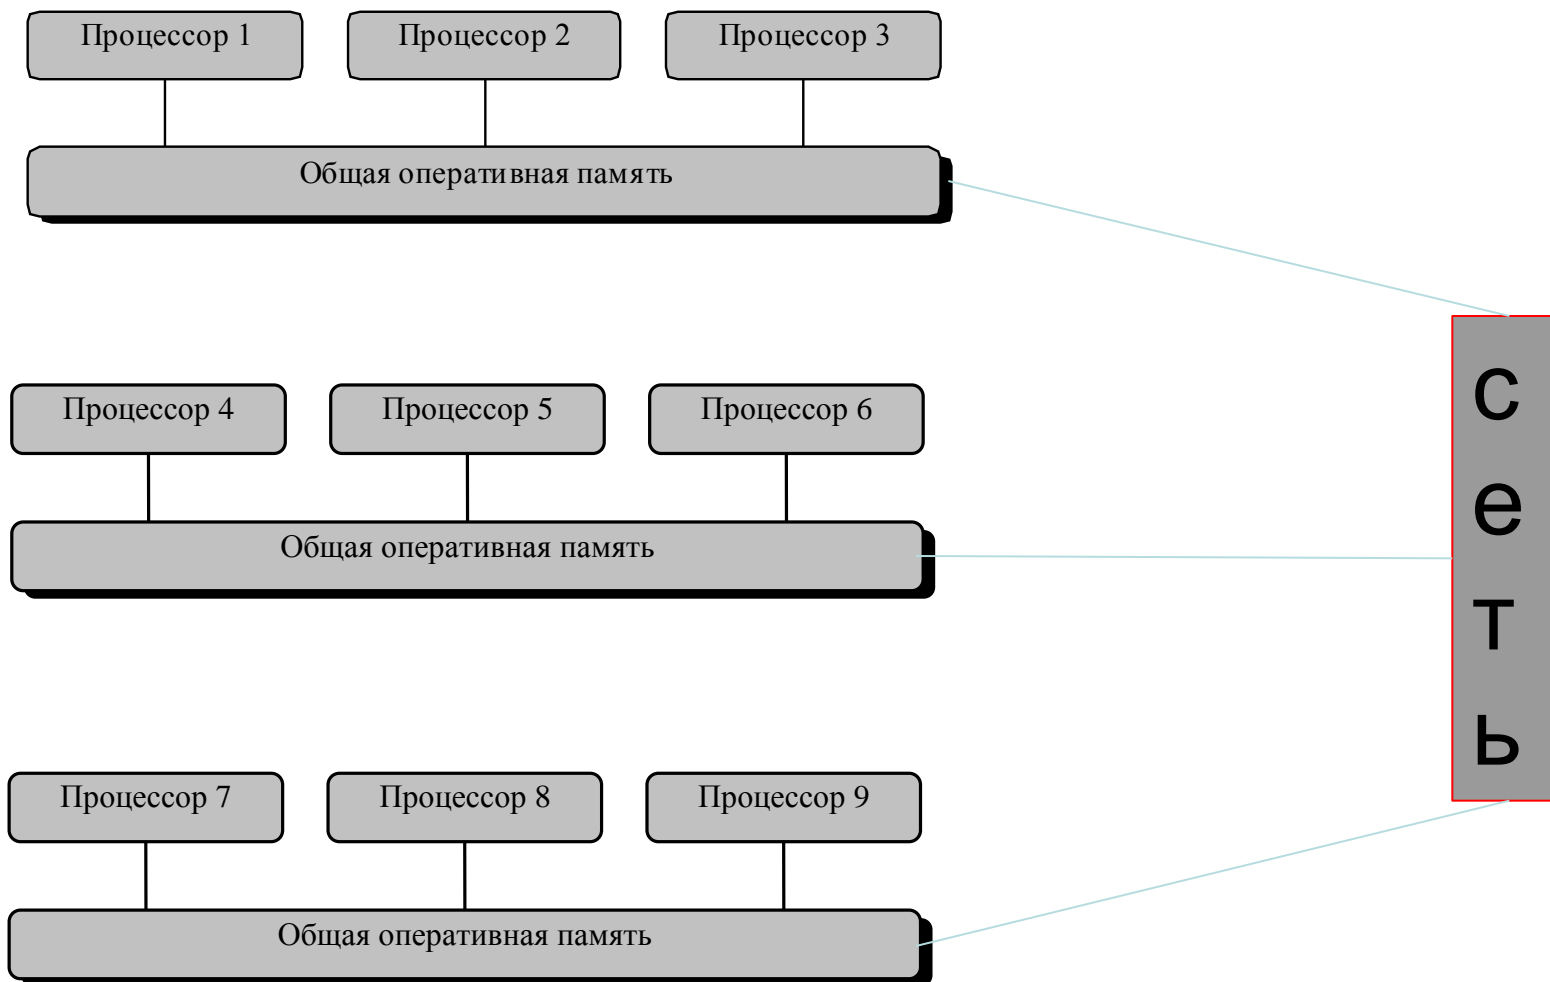 Процессор 1
Процессор 2
Процессор 3
Общая оперативная память
Процессор 4
Процессор 5
Процессор 6
Общая оперативная память
Процессор 7
Процессор 8
Процессор 9
Общая оперативная память
сеть